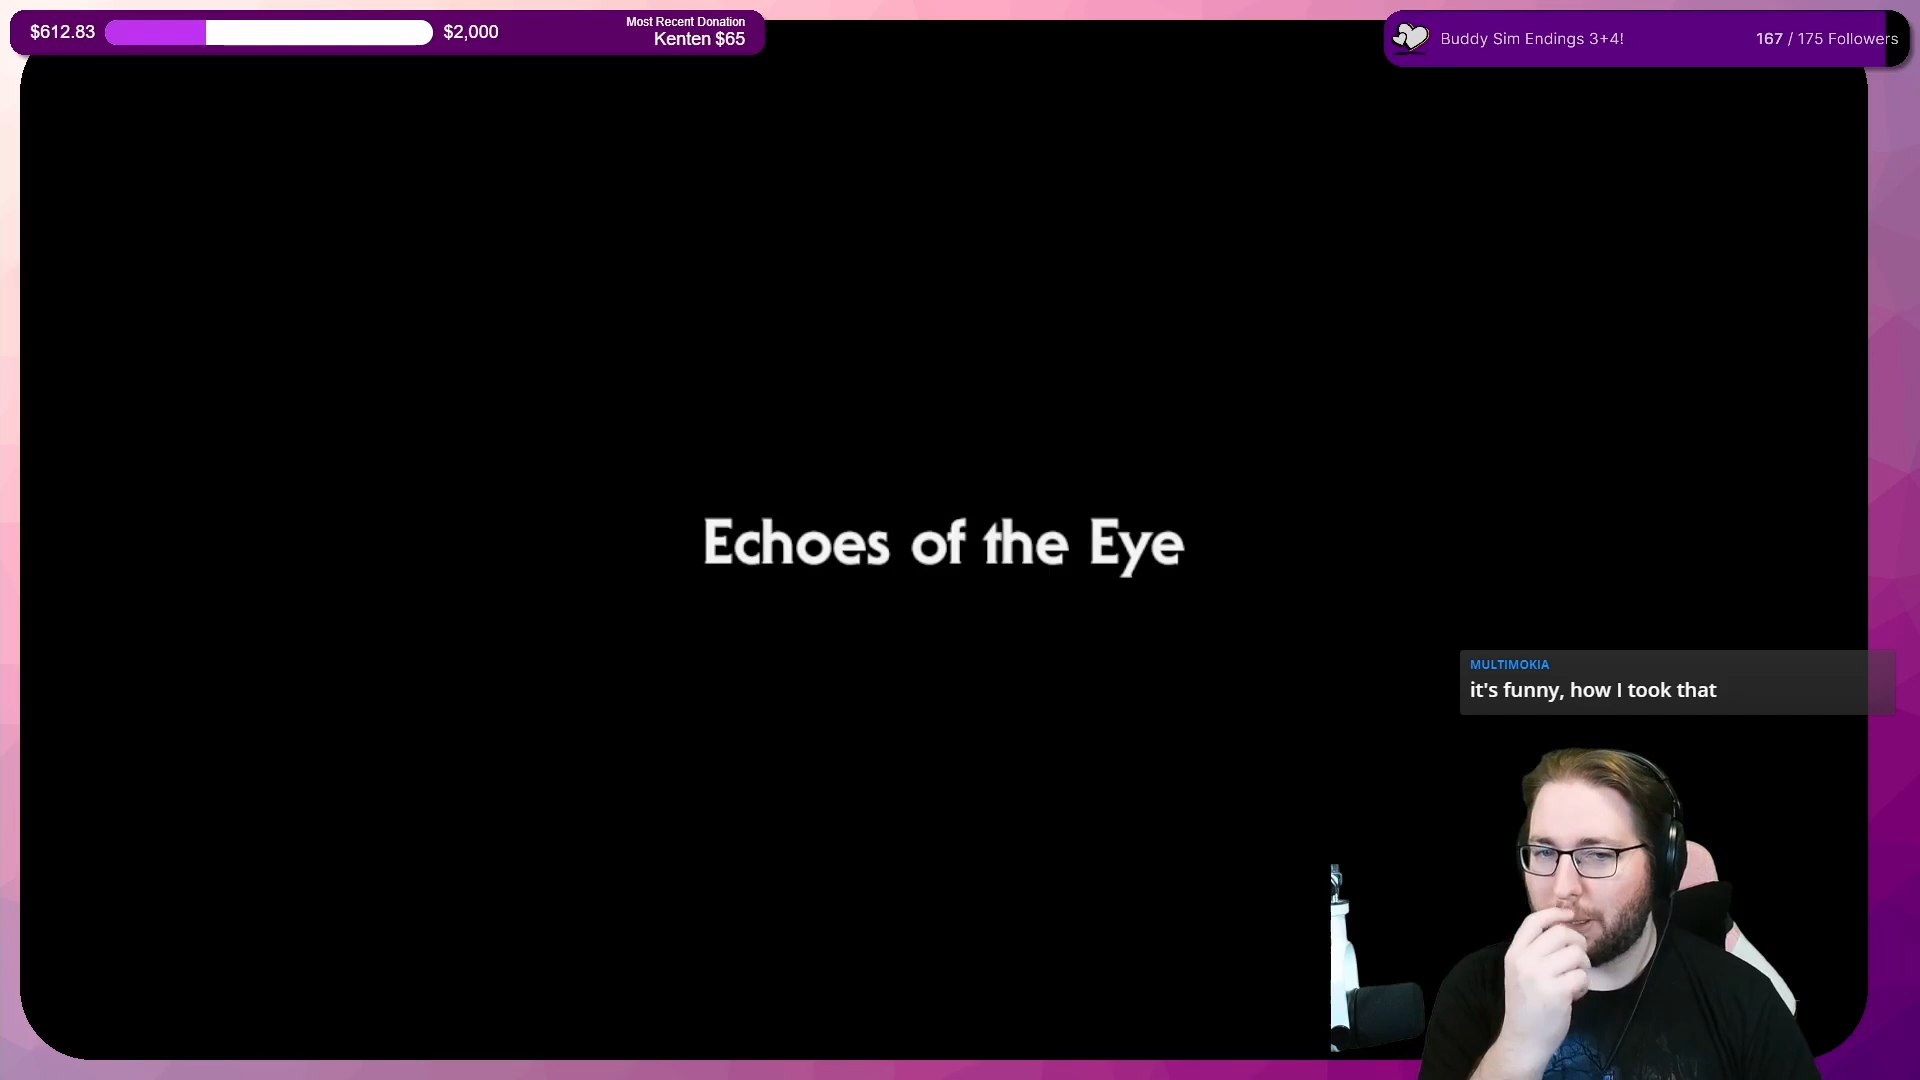 $612.83
$2,000
Most Recent Donation
Kenten $65
Buddy Sim Endings 3+4!
167 / 175 Followers
Echoes of the Eye
MULTIMOKIA
it's funny, how I took that